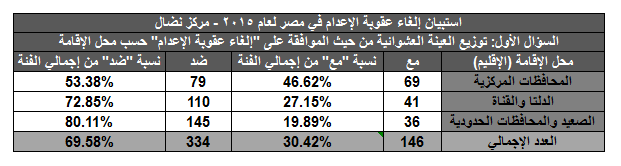 استبيان إلغاء عقوبة الإعدام في مصر لعام ٢٠١٥ - مركز نضال
السؤال الأول: توزيع العينة العشوائية من حيث الموافقة على "إلغاء عقوبة الإعدام" حسب محل الإقامة
محل الإقامة (الإقليم) مع نسبة "مع" من إجمالي الفئة ضد نسبة "ضد" من إجمالي الفئة
المحافظات المركزية 69 46.62% 79 53.38%
الدلتا والقناة 41 27.15% 110 72.85%
الصعيد والمحافظات الحدودية 36 19.89% 145 80.11%
العدد الإجمالي 146 30.42% 334 69.58%